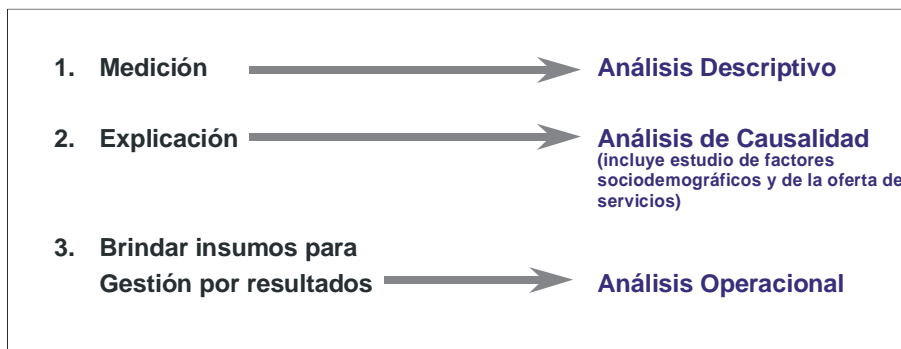 1. Medición Análisis Descriptivo
2. Explicación Análisis de Causalidad
(incluye estudio de factores
sociodemográficos y de la oferta de
servicios)
3. Brindar insumos para
Gestión por resultados Análisis Operacional